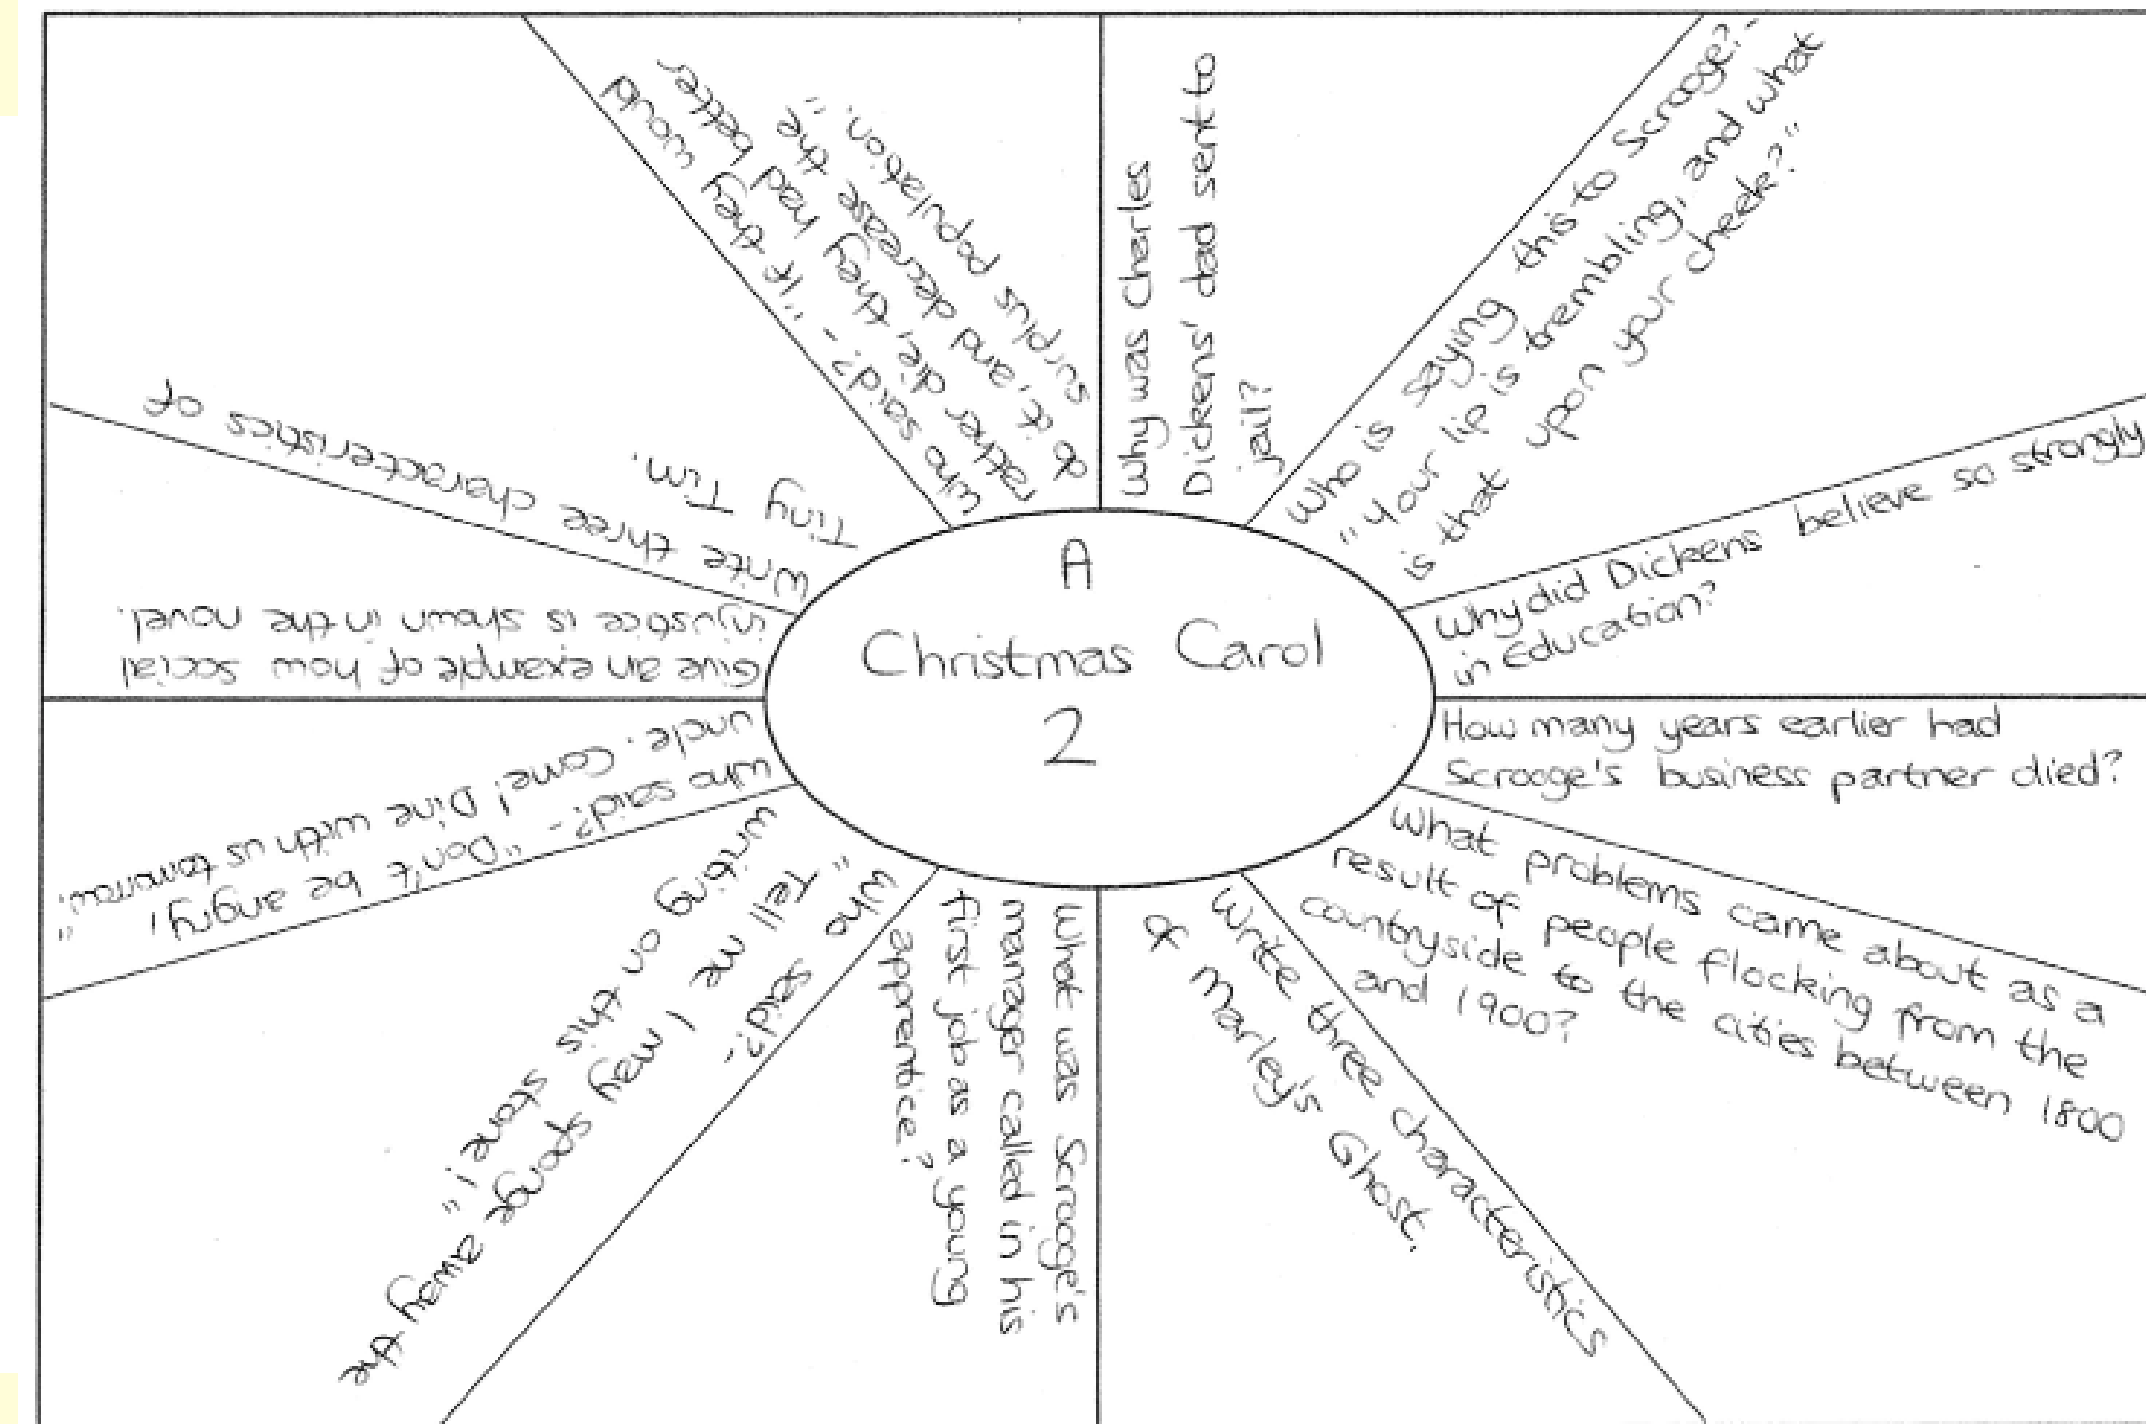 A
Christmas Carol
2
Why was Charles
Dickens' dad sent to
jail?
Who is saying this to Scrooge?-
"Your lip is trembling, and what
is that upon your cheek?"
Why did Dickens believe so strongly
in Education?
How many years earlier had
Scrooge's business partner died?
What problems came about as a
result of people flocking from the
countryside to the cities between 1800
and 1900?
Write three characteristics
of Marley's Ghost.
What was Scrooge's
manager called in his
first job as a young
apprentice?
Who said?-
"Tell me I may sponge away the
writing on this stone!"
Who said?- "Don't be angry,
uncle. Come! Dine with us tomorrow."
Give an example of how social
injustice is shown in the novel.
Write three characteristics of
Tiny Tim.
Who said?- "If they would
rather die, they had better
do it, and decrease the
surplus population."